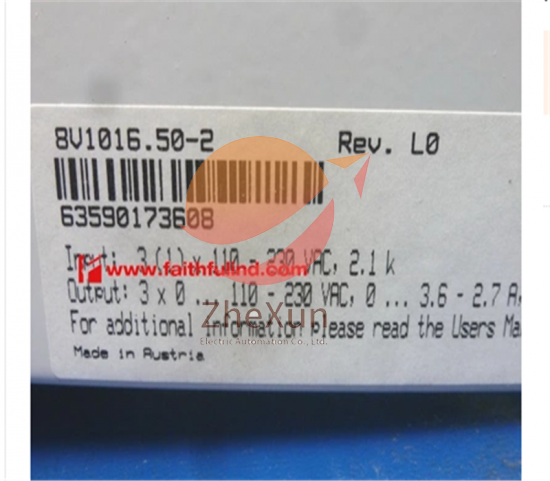 8V1016.50-2 Rev. L0
63590173608
Input: 3 (1) x 110 - 230 VAC, 2.1 k
www.faithfulind.com
Output: 3 x 0 ... 110 - 230 VAC, 0 ... 3.6 - 2.7 A,
ZheXun
For additional information please read the Users Ma
Electric Automation Co., Ltd.
Made in Austria